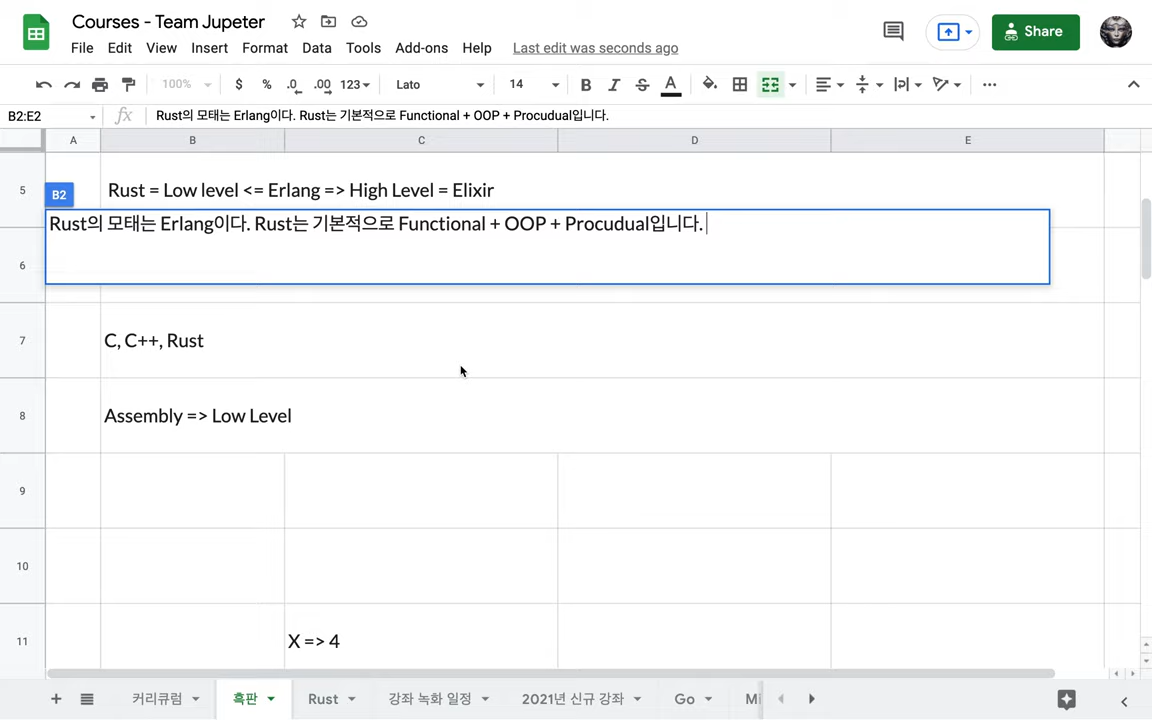 Courses - Team Jupeter
File Edit View Insert Format Data Tools Add-ons Help Last edit was seconds ago
Share
100% $ % .0 .00 123 Lato 14 B I S A
B2:E2 fx Rust의 모태는 Erlang이다. Rust는 기본적으로 Functional + OOP + Procudual입니다.
A B C D E
5 Rust = Low level <= Erlang => High Level = Elixir
B2
Rust의 모태는 Erlang이다. Rust는 기본적으로 Functional + OOP + Procudual입니다.
6
7 C, C++, Rust
8 Assembly => Low Level
9
10
11 X => 4
커리큘럼 흑판 Rust 강좌 녹화 일정 2021년 신규 강좌 Go